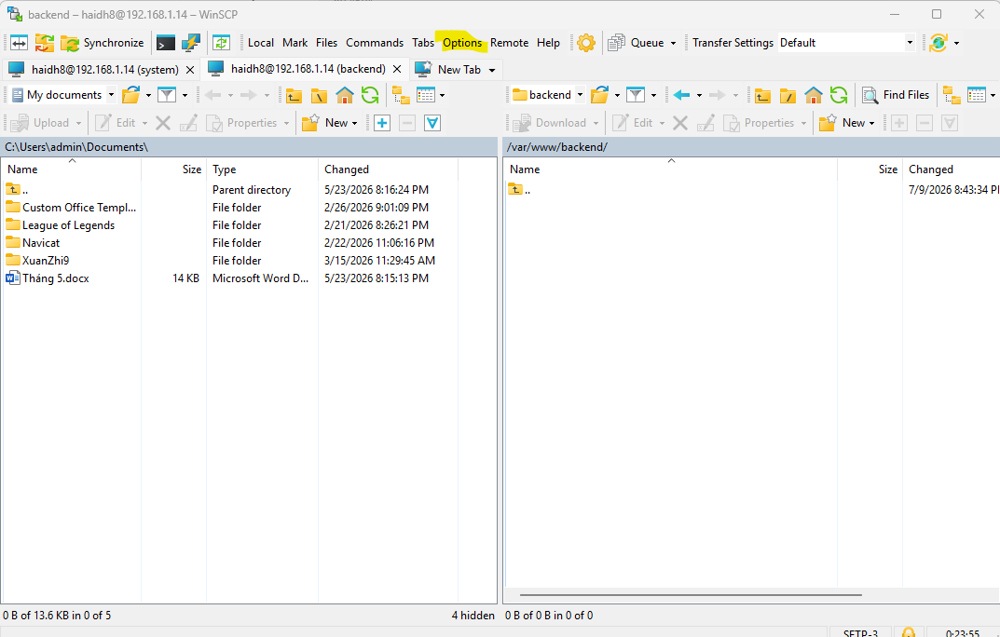 backend – haidh8@192.168.1.14 – WinSCP
Synchronize Local Mark Files Commands Tabs Options Remote Help Queue Transfer Settings Default
haidh8@192.168.1.14 (system) haidh8@192.168.1.14 (backend) New Tab
My documents backend Find Files
Upload Edit Properties New Download Edit Properties New
C:\Users\admin\Documents\ /var/www/backend/
Name Size Type Changed Name Size Changed
.. Parent directory 5/23/2026 8:16:24 PM .. 7/9/2026 8:43:34 PM
Custom Office Templ... File folder 2/26/2026 9:01:09 PM
League of Legends File folder 2/21/2026 8:26:21 PM
Navicat File folder 2/22/2026 11:06:16 PM
XuanZhi9 File folder 3/15/2026 11:29:45 AM
Tháng 5.docx 14 KB Microsoft Word D... 5/23/2026 8:15:13 PM
0 B of 13.6 KB in 0 of 5 4 hidden 0 B of 0 B in 0 of 0
SFTP-3 0:23:55